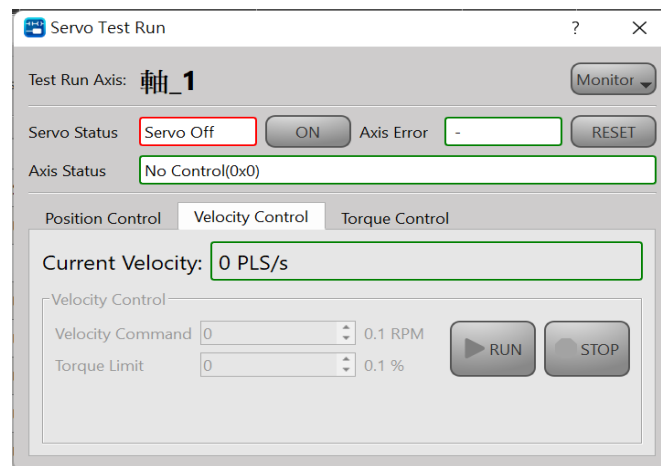 Servo Test Run ? ×
Test Run Axis: 軸_1 Monitor
Servo Status Servo Off ON Axis Error - RESET
Axis Status No Control(0x0)
Position Control Velocity Control Torque Control
Current Velocity: 0 PLS/s
Velocity Control
Velocity Command 0 0.1 RPM
RUN STOP
Torque Limit 0 0.1 %